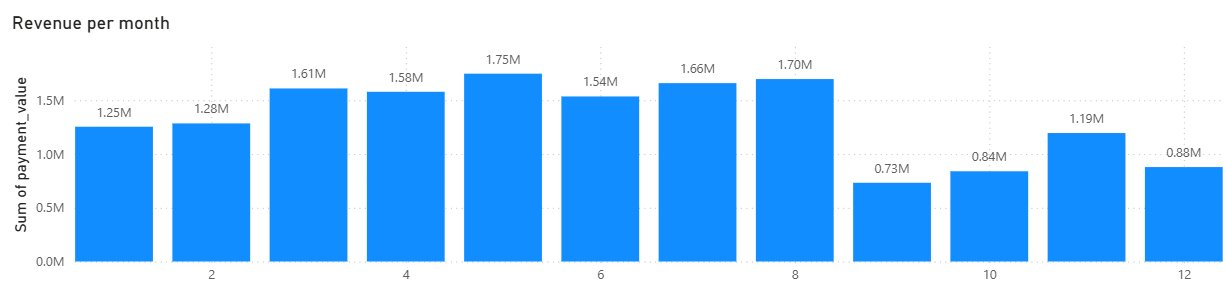 Revenue per month
Sum of payment_value
1.5M
1.0M
0.5M
0.0M
1.25M
1.28M
1.61M
1.58M
1.75M
1.54M
1.66M
1.70M
0.73M
0.84M
1.19M
0.88M
2
4
6
8
10
12